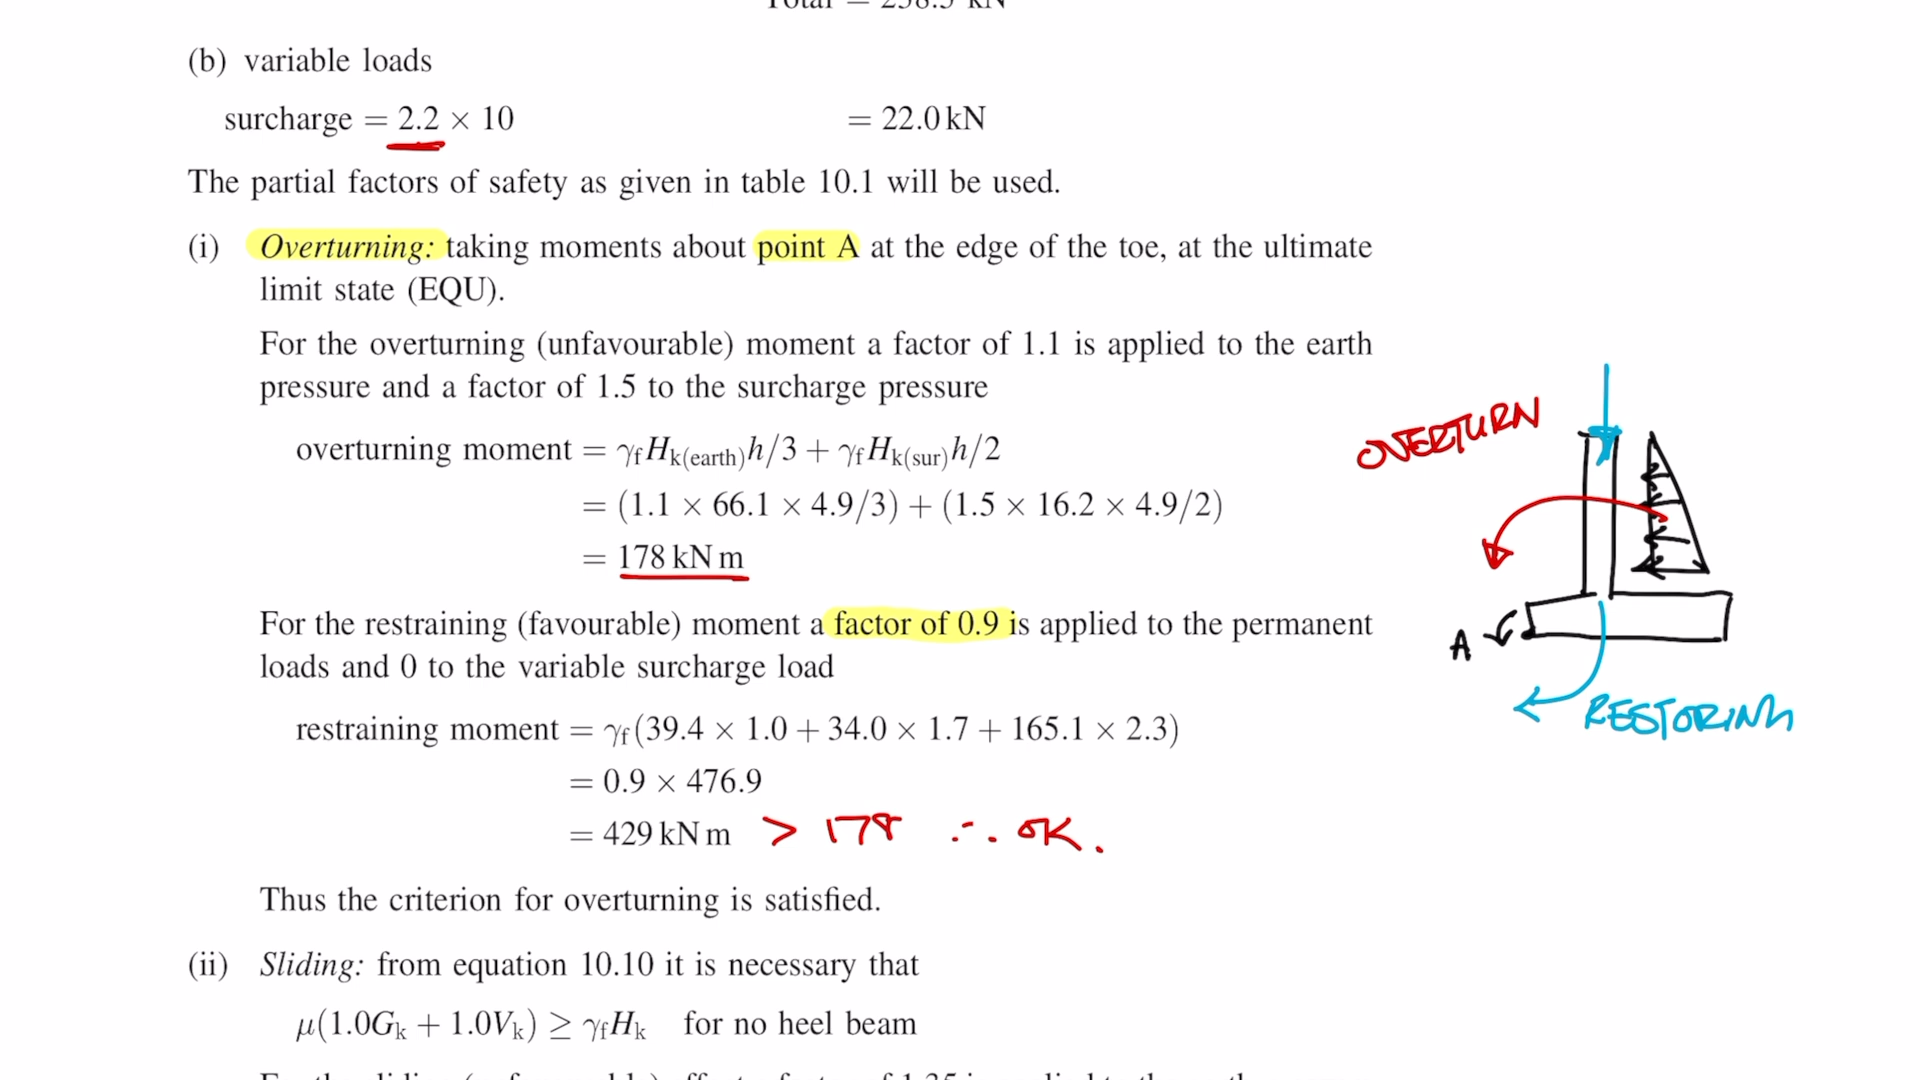 Total = 238.5 kN
(b) variable loads
surcharge = 2.2 × 10 = 22.0 kN
The partial factors of safety as given in table 10.1 will be used.
(i) Overturning: taking moments about point A at the edge of the toe, at the ultimate
limit state (EQU).
For the overturning (unfavourable) moment a factor of 1.1 is applied to the earth
pressure and a factor of 1.5 to the surcharge pressure
OVERTURN
overturning moment = γfHk(earth)h/3 + γfHk(sur)h/2
= (1.1 × 66.1 × 4.9/3) + (1.5 × 16.2 × 4.9/2)
= 178 kN m
For the restraining (favourable) moment a factor of 0.9 is applied to the permanent
A
loads and 0 to the variable surcharge load
RESTORING
restraining moment = γf(39.4 × 1.0 + 34.0 × 1.7 + 165.1 × 2.3)
= 0.9 × 476.9
= 429 kN m > 178 ∴ OK.
Thus the criterion for overturning is satisfied.
(ii) Sliding: from equation 10.10 it is necessary that
μ(1.0Gk + 1.0Vk) ≥ γfHk for no heel beam